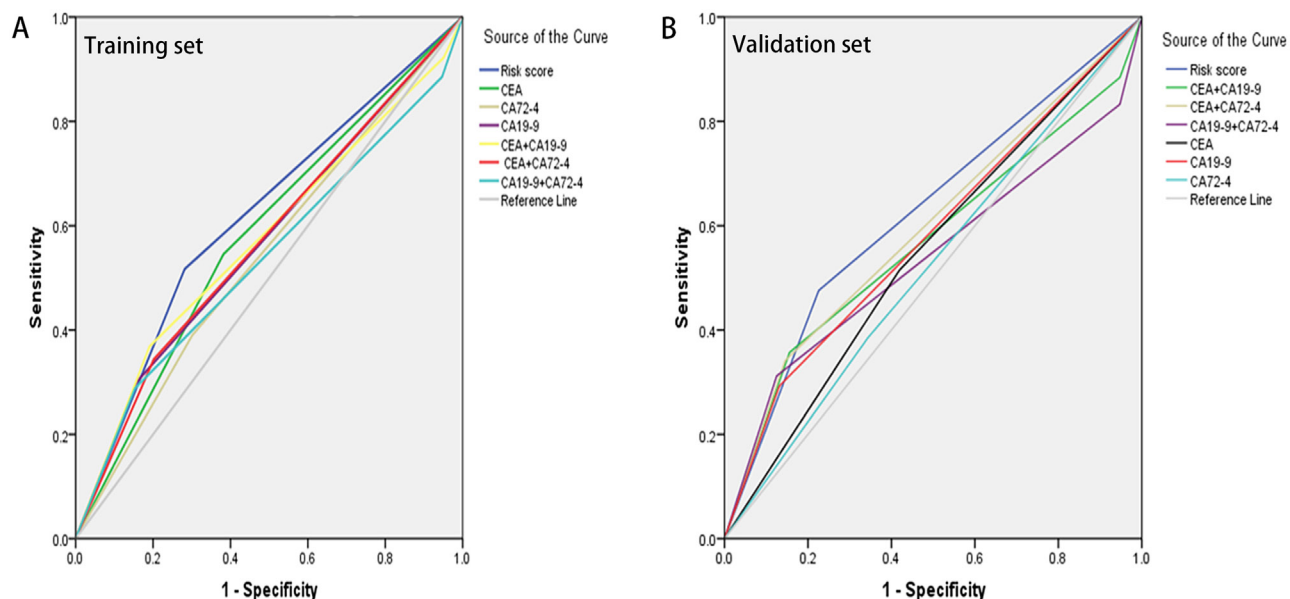 A
Training set
Source of the Curve
Risk score
CEA
CA72-4
CA19-9
CEA+CA19-9
CEA+CA72-4
CA19-9+CA72-4
Reference Line
Sensitivity
1.0
0.8
0.6
0.4
0.2
0.0
0.0 0.2 0.4 0.6 0.8 1.0
1 - Specificity
B
Validation set
Source of the Curve
Risk score
CEA+CA19-9
CEA+CA72-4
CA19-9+CA72-4
CEA
CA19-9
CA72-4
Reference Line
Sensitivity
1.0
0.8
0.6
0.4
0.2
0.0
0.0 0.2 0.4 0.6 0.8 1.0
1 - Specificity